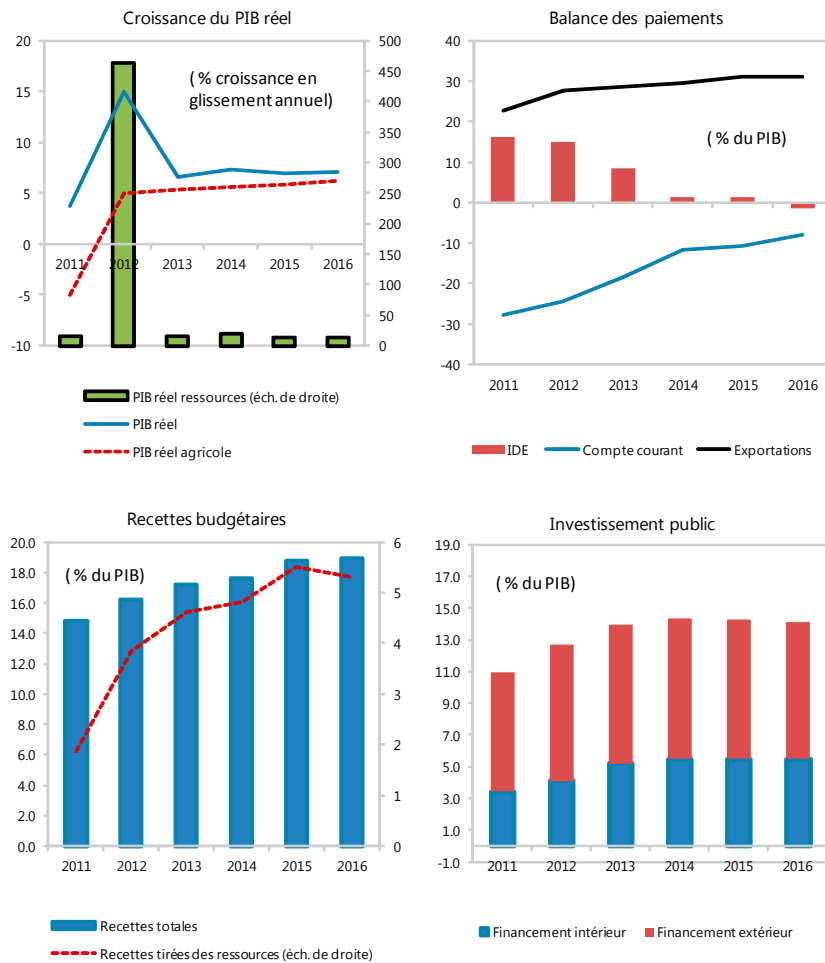 Croissance du PIB réel
20
15
10
5
0
-5
-10
500
450
400
350
300
250
200
150
100
50
0
( % croissance en
glissement annuel)
2011 2012 2013 2014 2015 2016
PIB réel ressources (éch. de droite)
PIB réel
PIB réel agricole
Balance des paiements
40
30
20
10
0
-10
-20
-30
-40
( % du PIB)
2011 2012 2013 2014 2015 2016
IDE Compte courant Exportations
Recettes budgétaires
20.0
18.0
16.0
14.0
12.0
10.0
8.0
6.0
4.0
2.0
0.0
6
5
4
3
2
1
0
( % du PIB)
2011 2012 2013 2014 2015 2016
Recettes totales
Recettes tirées des ressources (éch. de droite)
Investissement public
19.0
17.0
15.0
13.0
11.0
9.0
7.0
5.0
3.0
1.0
-1.0
( % du PIB)
2011 2012 2013 2014 2015 2016
Financement intérieur Financement extérieur